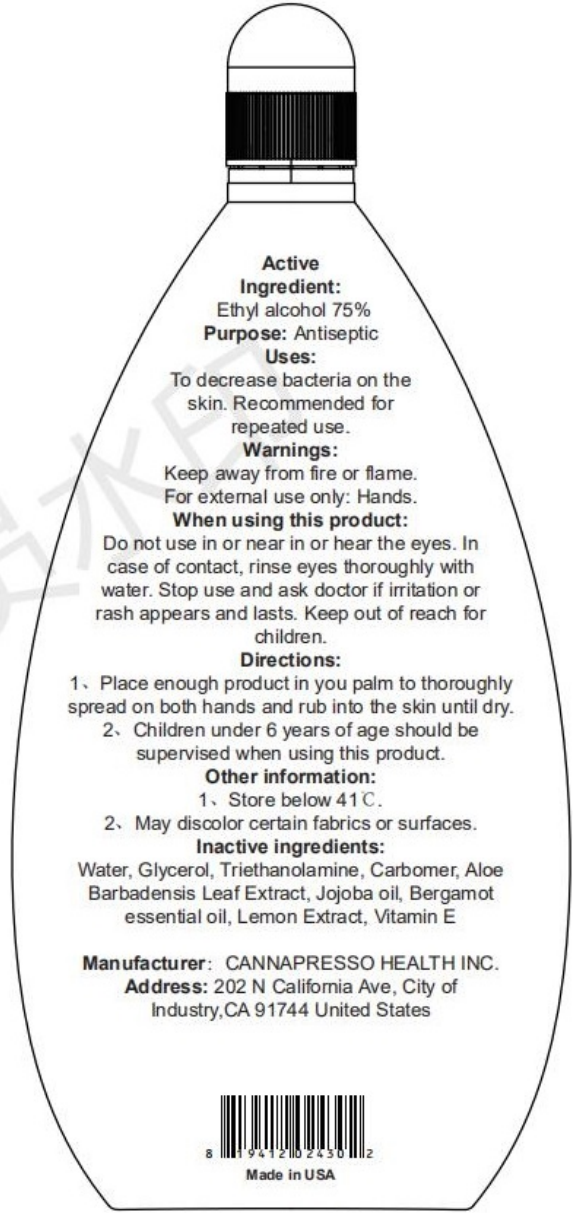 Active
Ingredient:
Ethyl alcohol 75%
Purpose: Antiseptic
Uses:
To decrease bacteria on the
skin. Recommended for
repeated use.
Warnings:
Keep away from fire or flame.
For external use only: Hands.
When using this product:
Do not use in or near in or hear the eyes. In
case of contact, rinse eyes thoroughly with
water. Stop use and ask doctor if irritation or
rash appears and lasts. Keep out of reach for
children.
Directions:
1、Place enough product in you palm to thoroughly
spread on both hands and rub into the skin until dry.
2、Children under 6 years of age should be
supervised when using this product.
Other information:
1、Store below 41℃.
2、May discolor certain fabrics or surfaces.
Inactive ingredients:
Water, Glycerol, Triethanolamine, Carbomer, Aloe
Barbadensis Leaf Extract, Jojoba oil, Bergamot
essential oil, Lemon Extract, Vitamin E
Manufacturer: CANNAPRESSO HEALTH INC.
Address: 202 N California Ave, City of
Industry,CA 91744 United States
8 19412 02430 2
Made in USA
水印